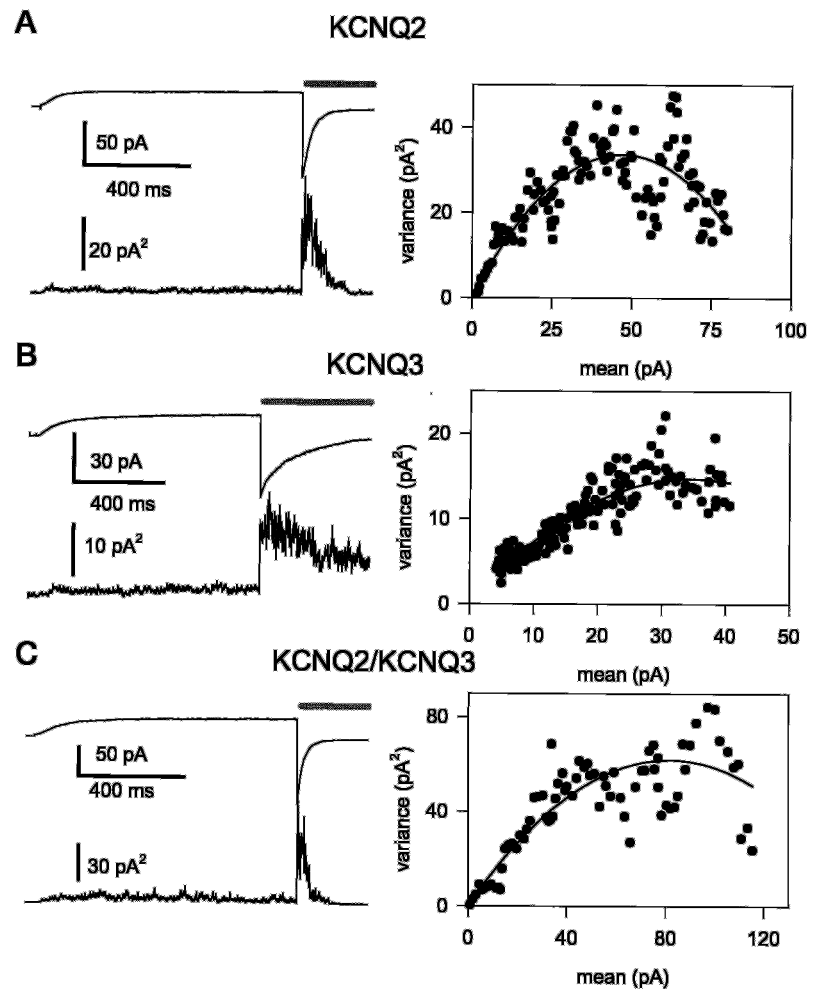 A
KCNQ2
50 pA
400 ms
20 pA²
variance (pA²)
40
20
0
0 25 50 75 100
mean (pA)
B
KCNQ3
30 pA
400 ms
10 pA²
variance (pA²)
20
10
0
0 10 20 30 40 50
mean (pA)
C
KCNQ2/KCNQ3
50 pA
400 ms
30 pA²
variance (pA²)
80
40
0
0 40 80 120
mean (pA)